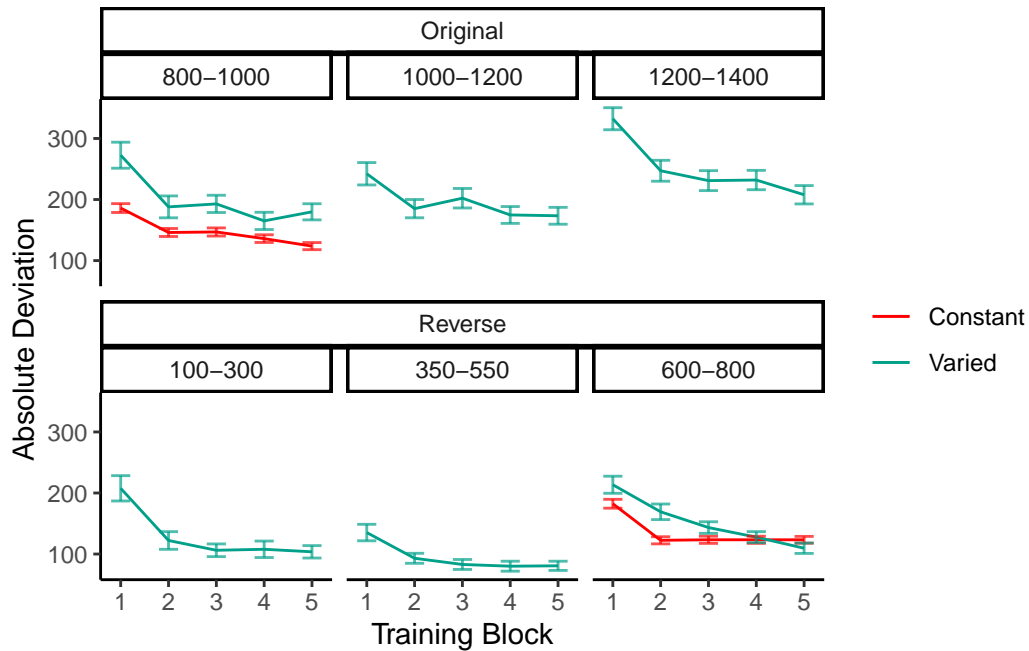 Original
800–1000 1000–1200 1200–1400
300
200
100
Reverse
100–300 350–550 600–800
300
200
100
1 2 3 4 5 1 2 3 4 5 1 2 3 4 5
Training Block
Absolute Deviation
Constant
Varied